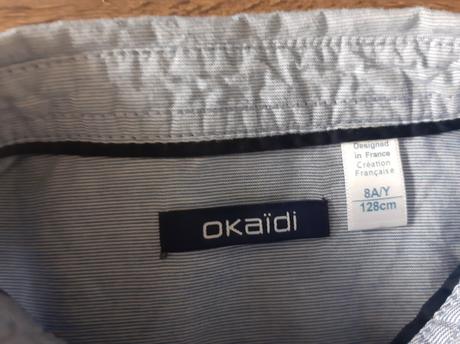 Designed
in France
Création
Française
8A/Y
128cm
okaïdi